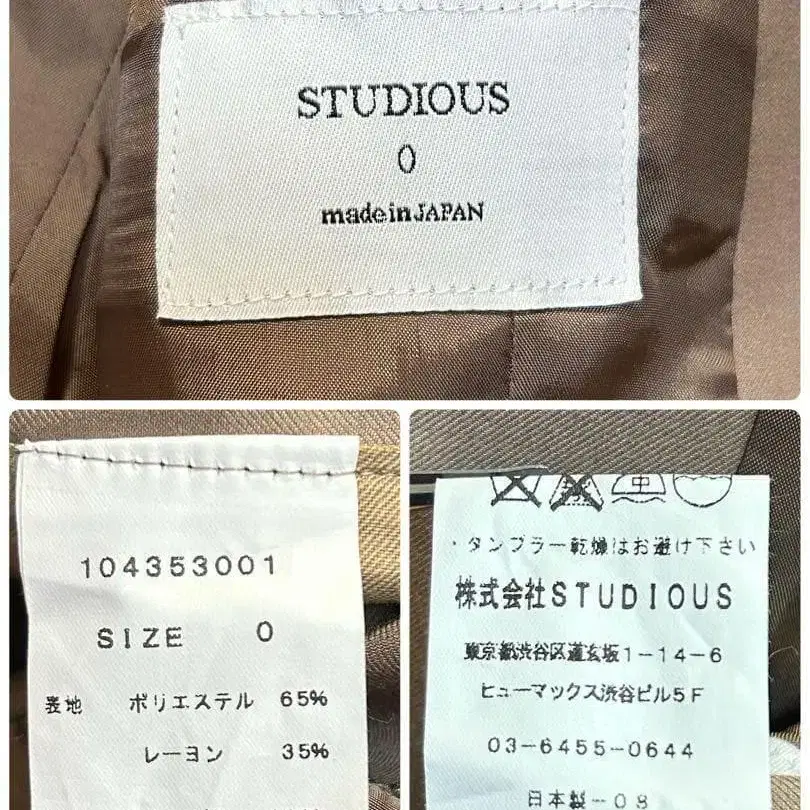 STUDIOUS
0
made in JAPAN
104353001
SIZE 0
表地 ポリエステル 65%
レーヨン 35%
・タンブラー乾燥はお避け下さい
株式会社STUDIOUS
東京都渋谷区道玄坂1-14-6
ヒューマックス渋谷ビル5F
03-6455-0644
日本製-08